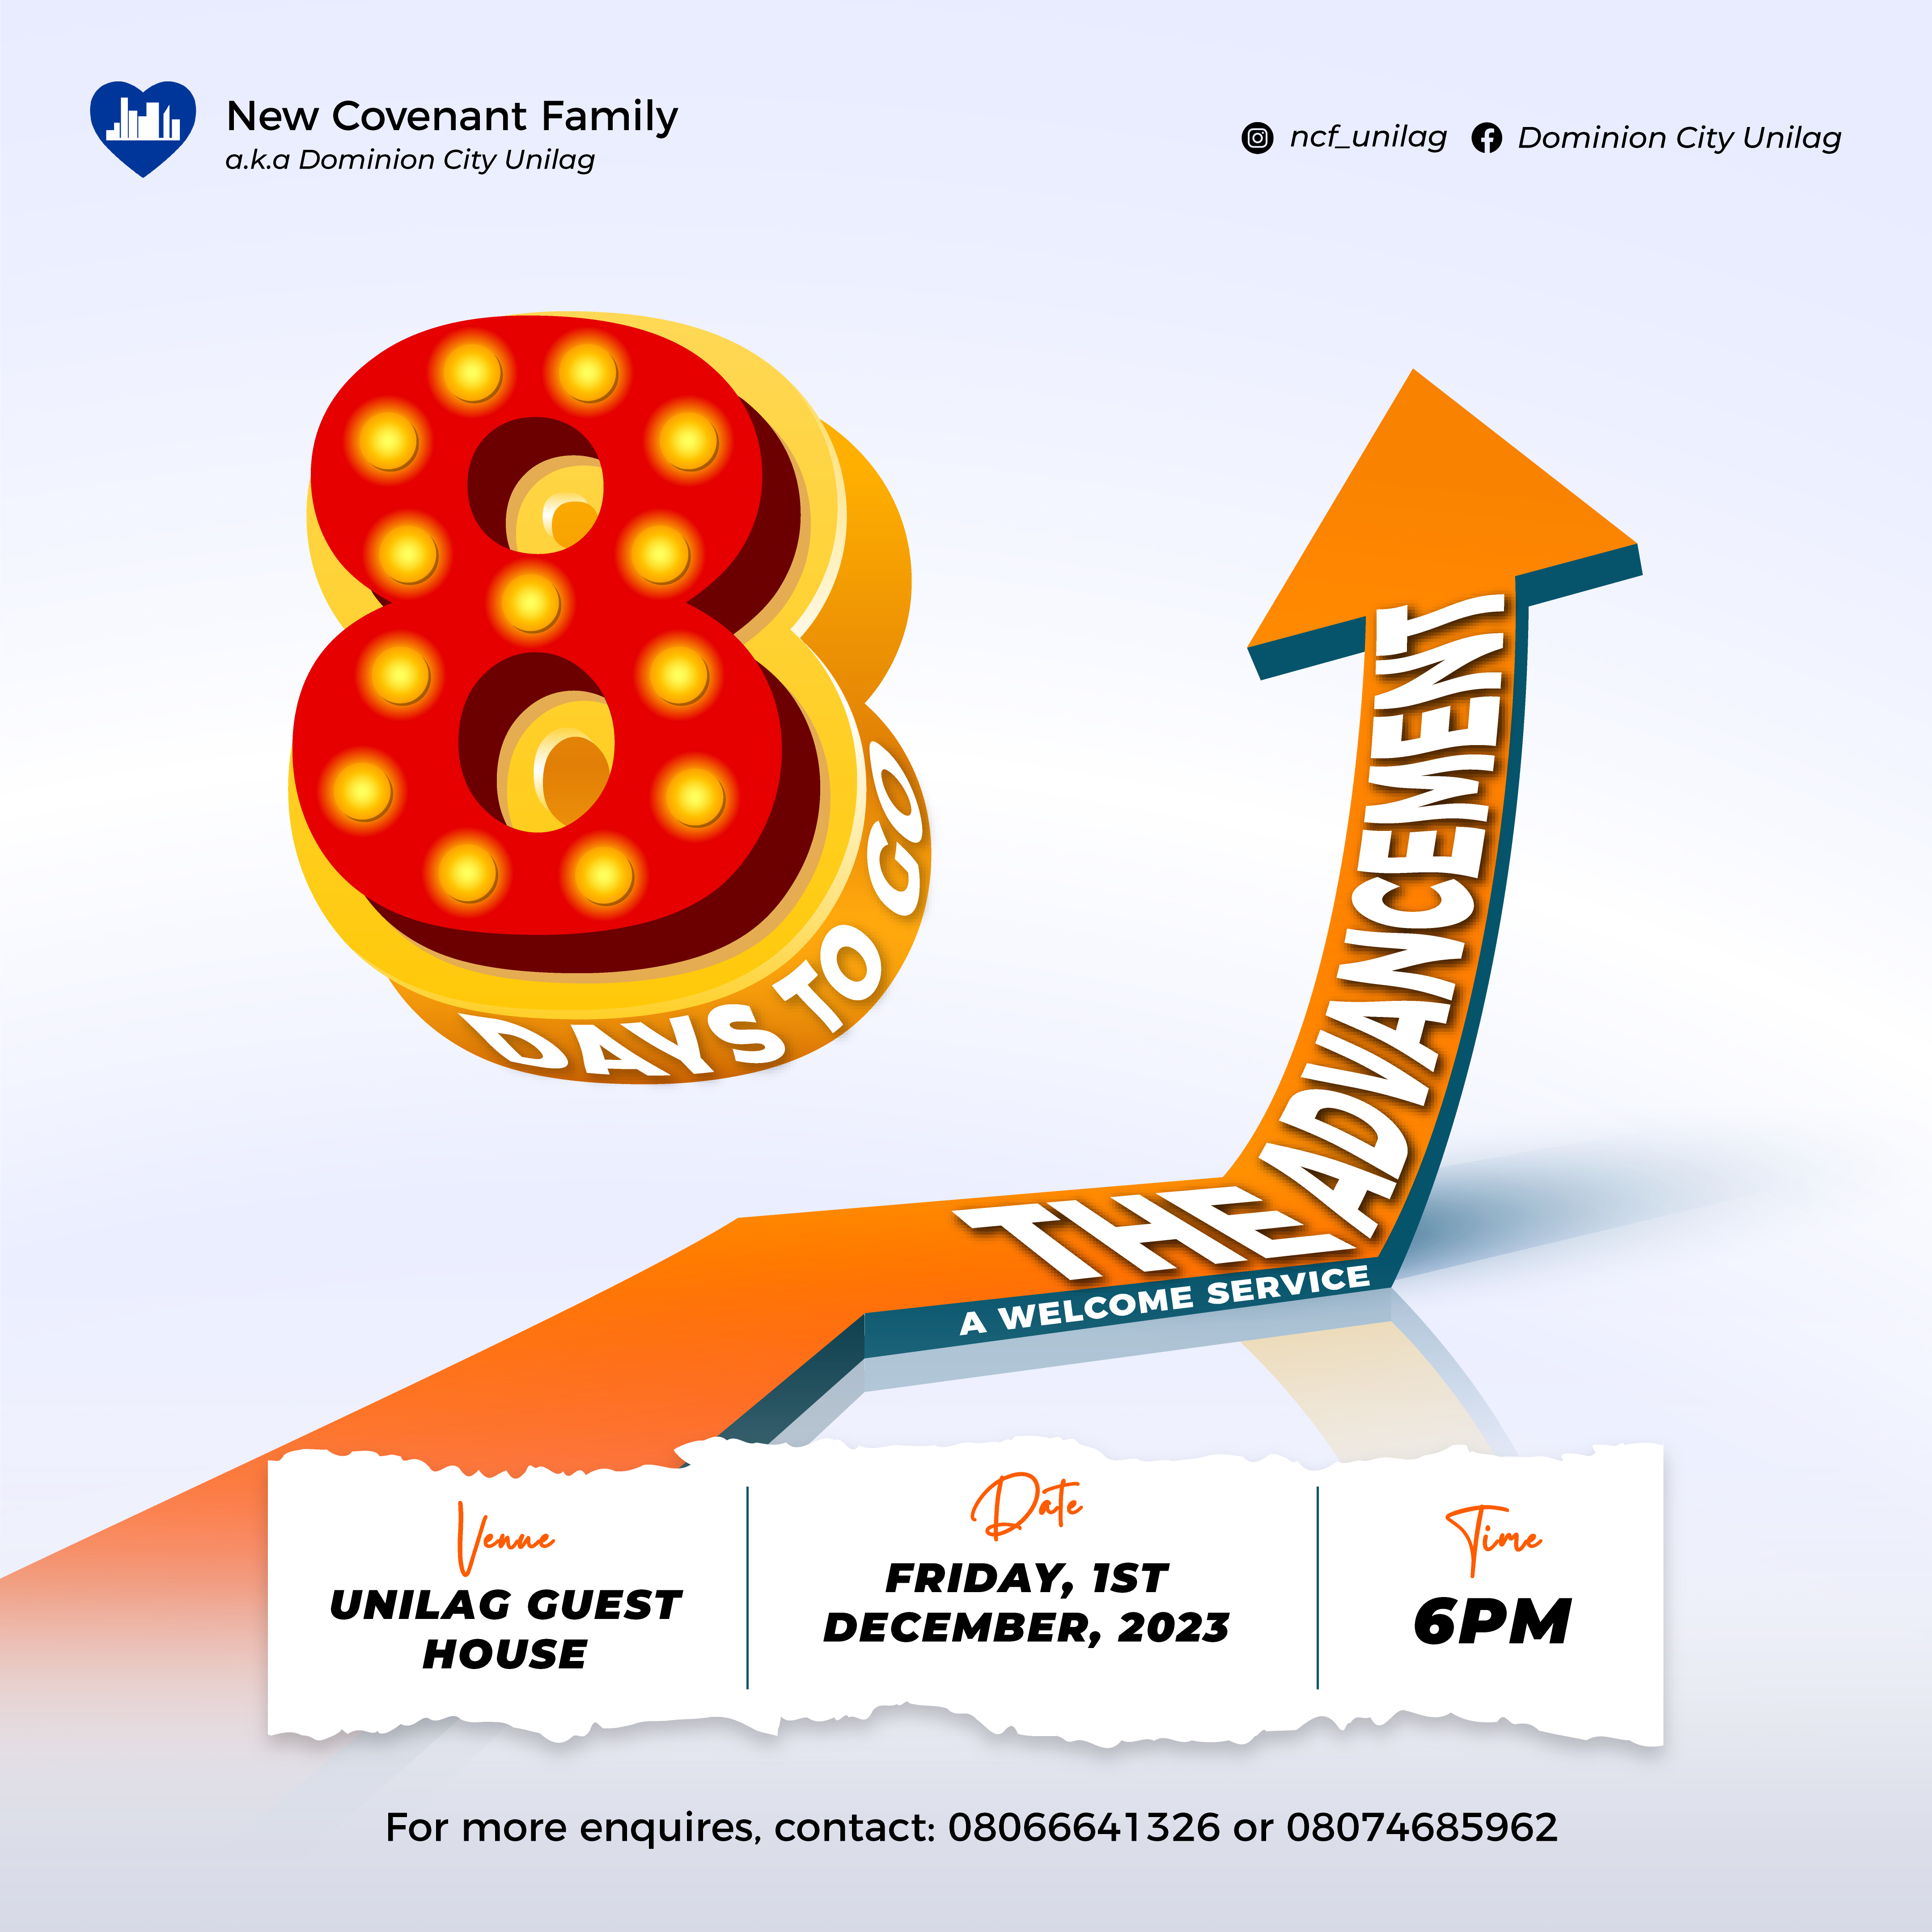 New Covenant Family
a.k.a Dominion City Unilag
ncf_unilag
Dominion City Unilag
8
DAYS TO GO
THE ADVANCEMENT
A WELCOME SERVICE
Venue
UNILAG GUEST
HOUSE
Date
FRIDAY, 1ST
DECEMBER, 2023
Time
6PM
For more enquires, contact: 08066641326 or 08074685962